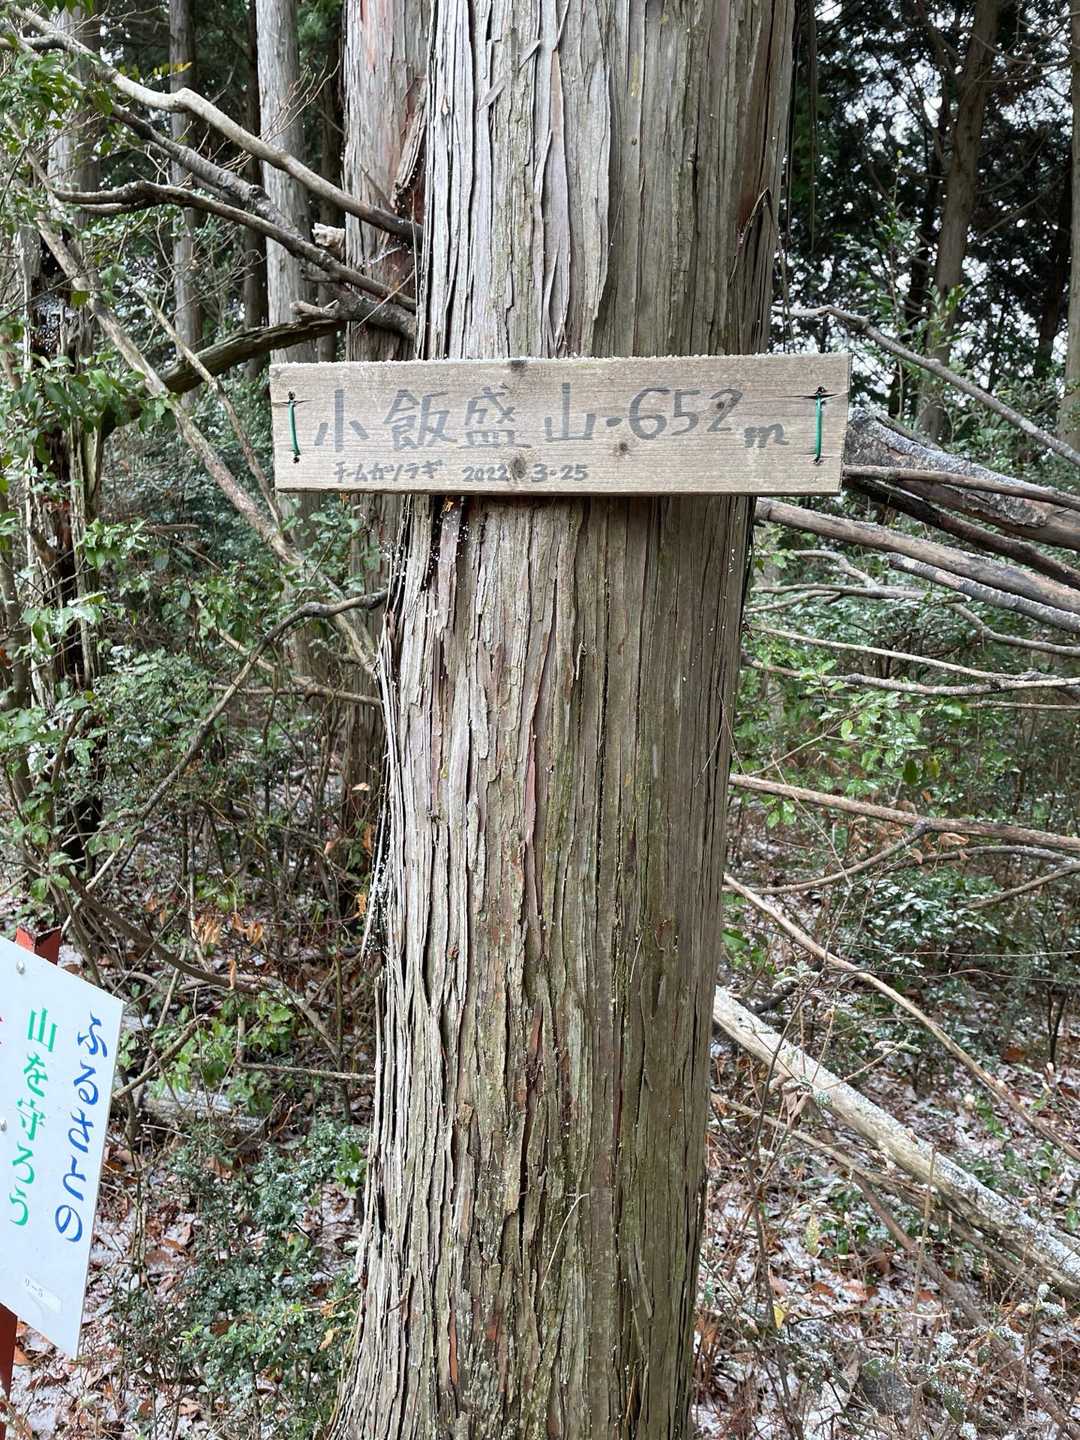 小飯盛山・652m
チームカツラギ 2022.3-25
ふるさとの
山を守ろう